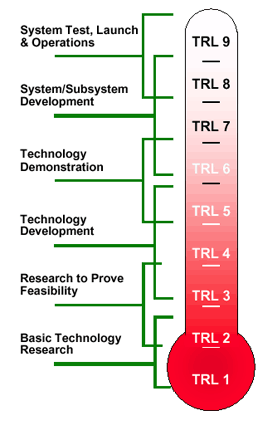 System Test, Launch
& Operations
System/Subsystem
Development
Technology
Demonstration
Technology
Development
Research to Prove
Feasibility
Basic Technology
Research
TRL 9
TRL 8
TRL 7
TRL 6
TRL 5
TRL 4
TRL 3
TRL 2
TRL 1